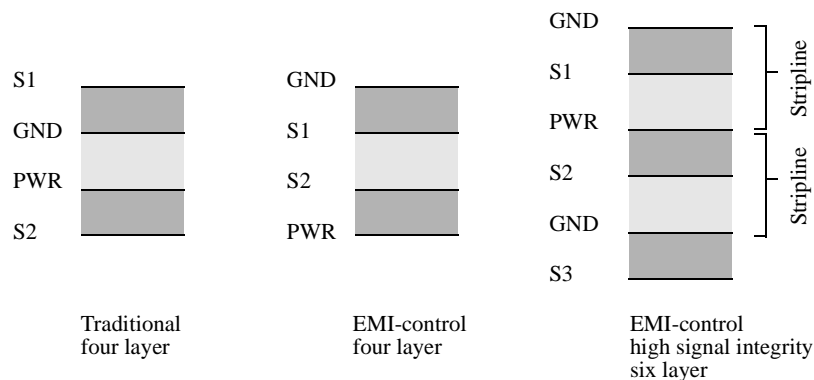 S1
GND
PWR
S2
Traditional
four layer
GND
S1
S2
PWR
EMI-control
four layer
GND
S1
PWR
S2
GND
S3
Stripline
Stripline
EMI-control
high signal integrity
six layer